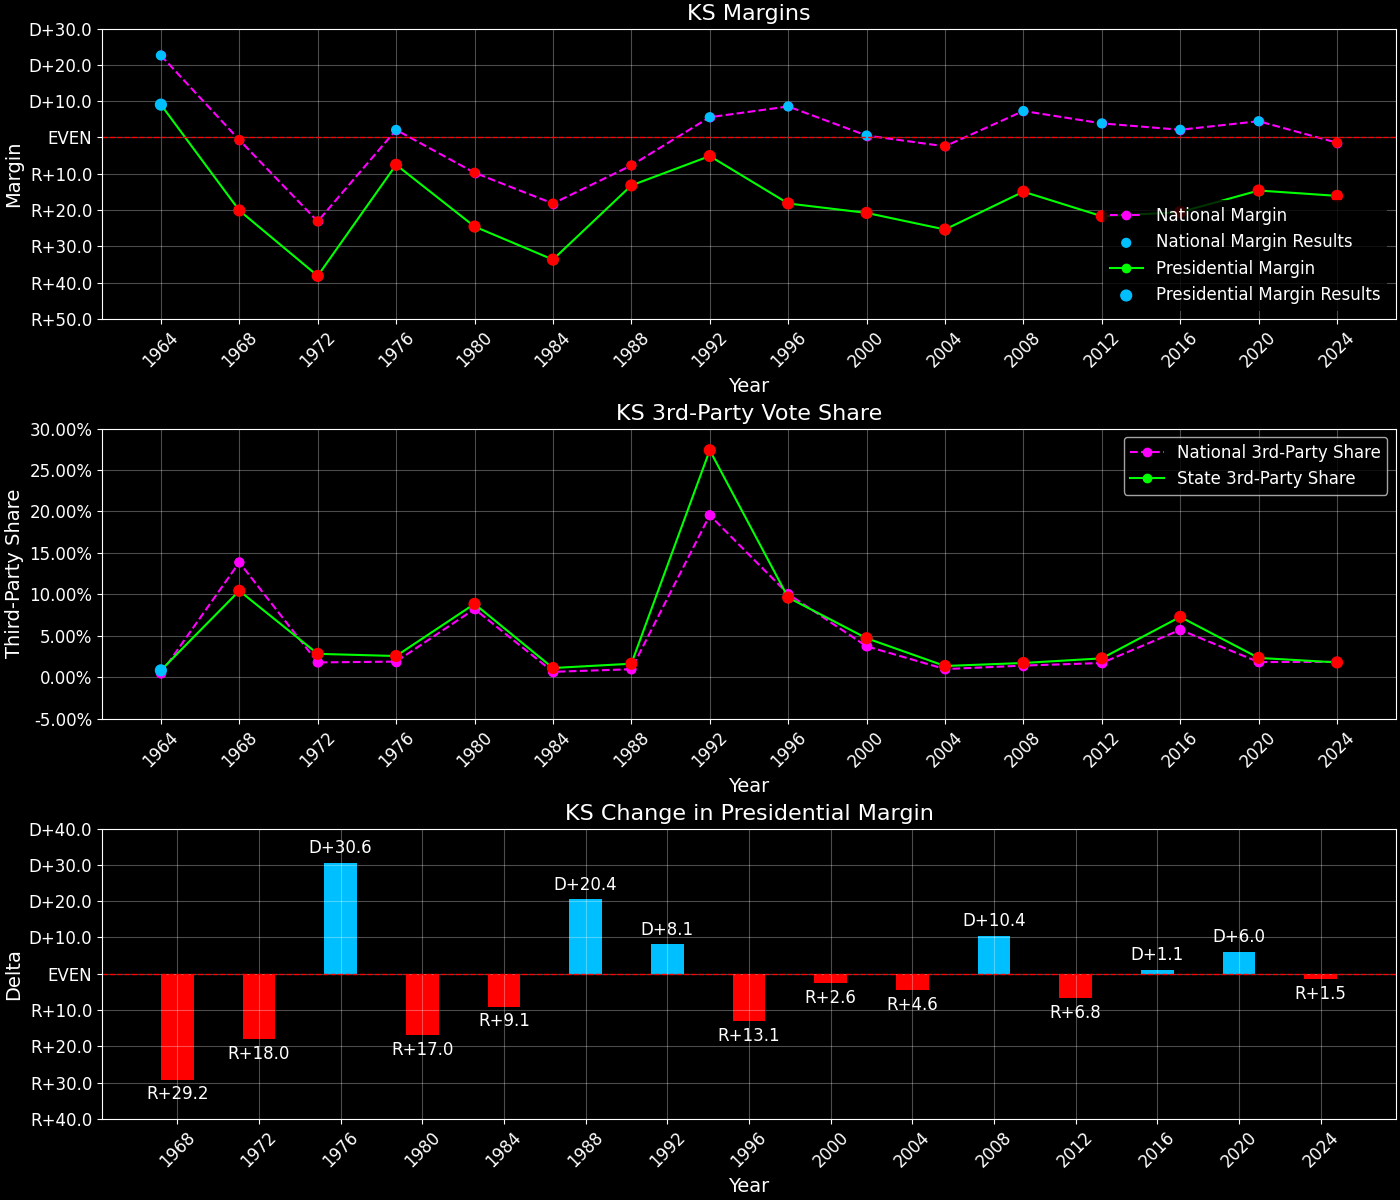 KS Margins
D+30.0
D+20.0
D+10.0
EVEN
R+10.0
R+20.0
R+30.0
R+40.0
R+50.0
Margin
National Margin
National Margin Results
Presidential Margin
Presidential Margin Results
1964 1968 1972 1976 1980 1984 1988 1992 1996 2000 2004 2008 2012 2016 2020 2024
Year
KS 3rd-Party Vote Share
30.00%
25.00%
20.00%
15.00%
10.00%
5.00%
0.00%
-5.00%
Third-Party Share
National 3rd-Party Share
State 3rd-Party Share
1964 1968 1972 1976 1980 1984 1988 1992 1996 2000 2004 2008 2012 2016 2020 2024
Year
KS Change in Presidential Margin
D+40.0
D+30.0
D+20.0
D+10.0
EVEN
R+10.0
R+20.0
R+30.0
R+40.0
Delta
R+29.2
R+18.0
D+30.6
R+17.0
R+9.1
D+20.4
D+8.1
R+13.1
R+2.6
R+4.6
D+10.4
R+6.8
D+1.1
D+6.0
R+1.5
1968 1972 1976 1980 1984 1988 1992 1996 2000 2004 2008 2012 2016 2020 2024
Year